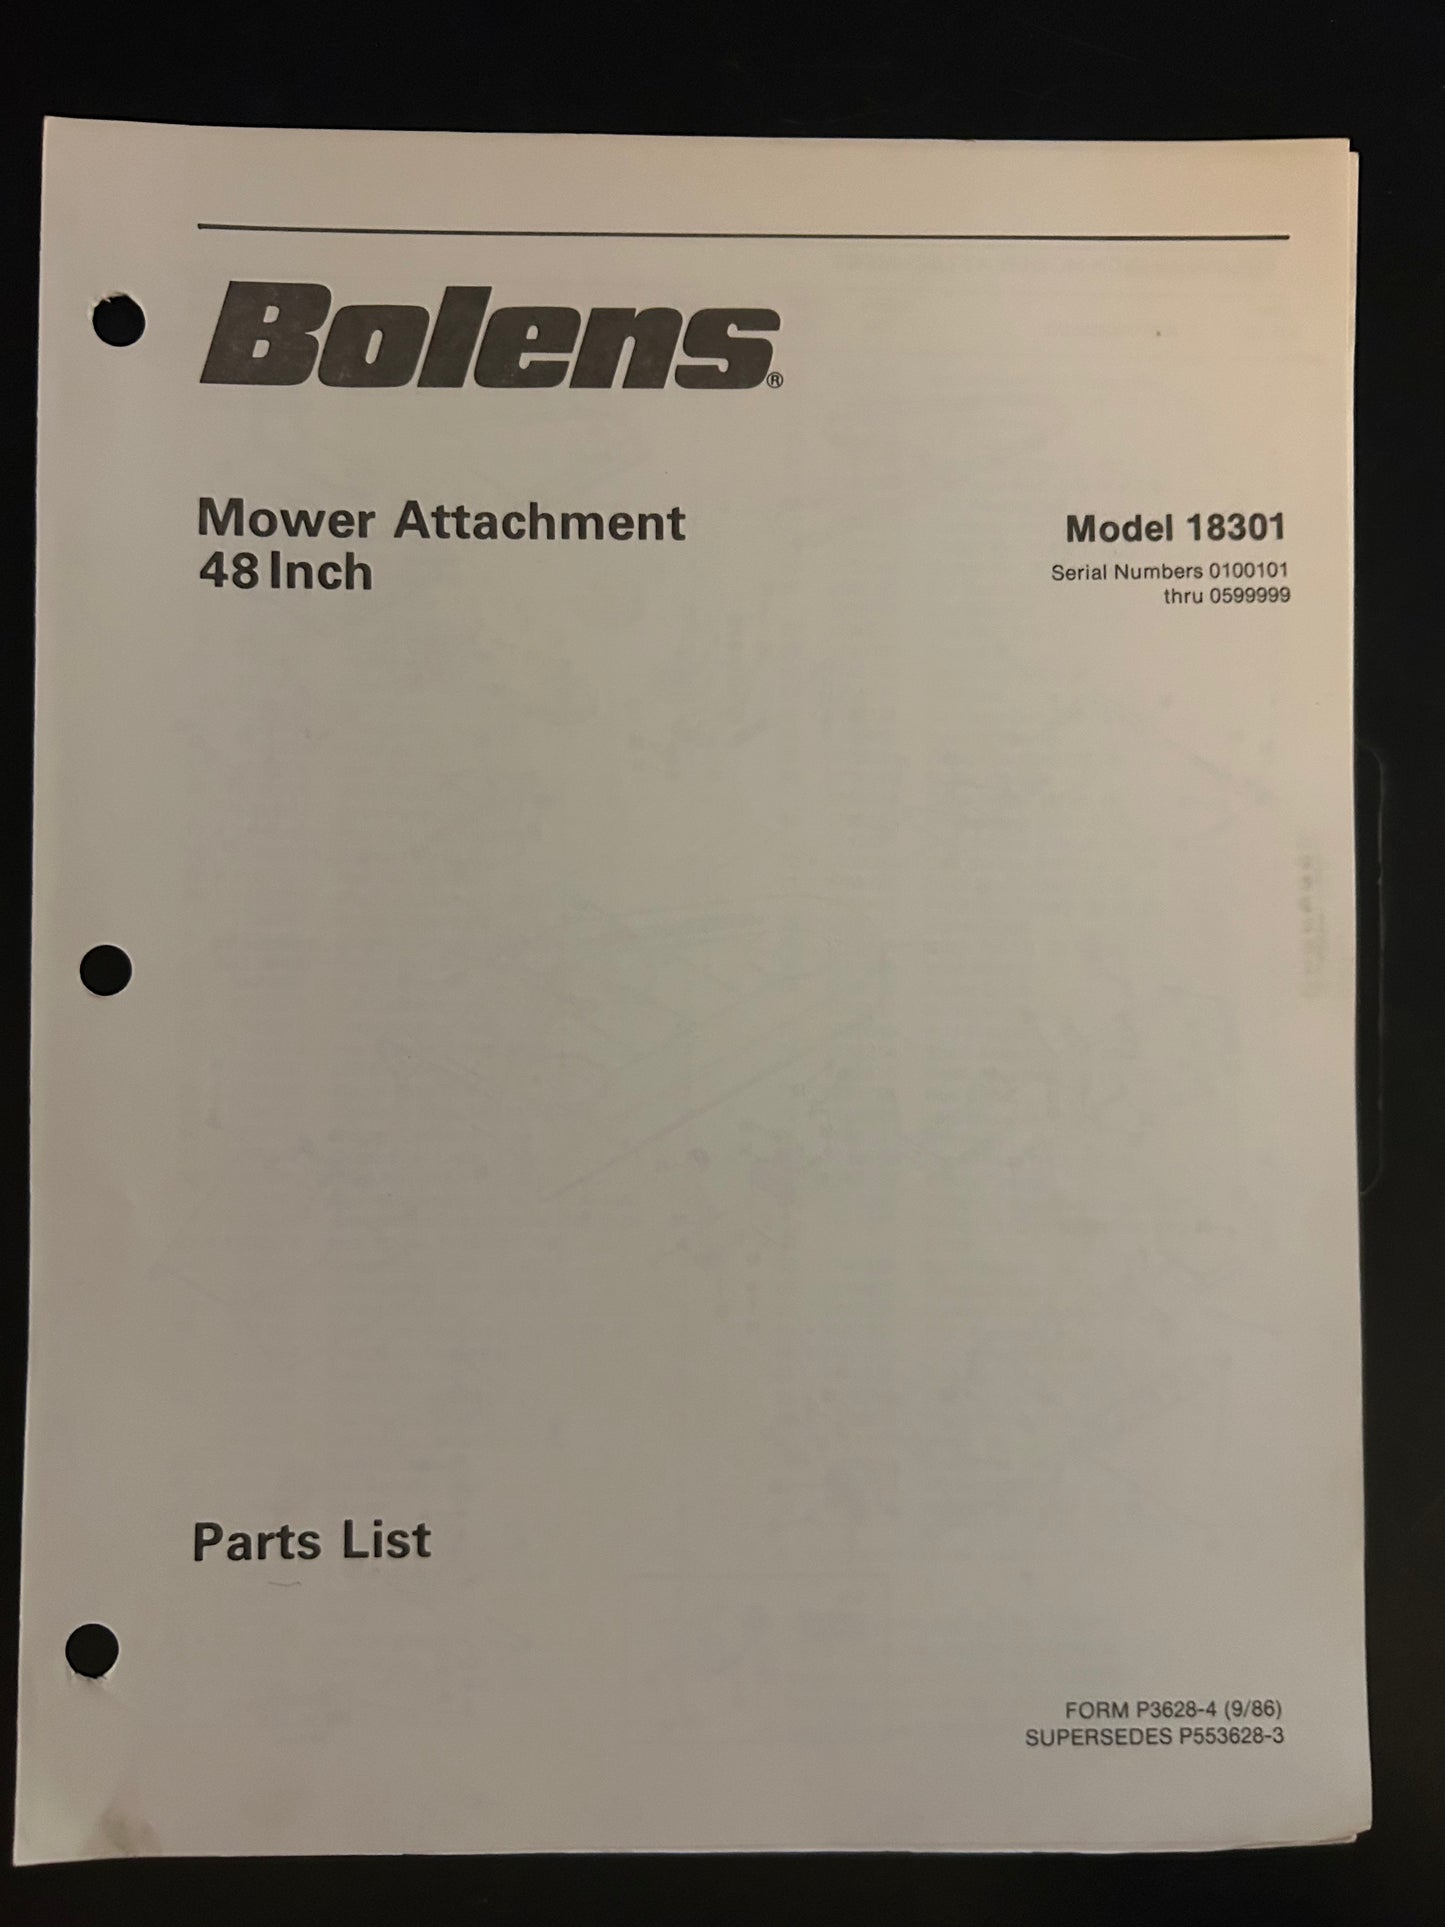 Bolens®
Mower Attachment
48 Inch
Model 18301
Serial Numbers 0100101
thru 0599999
Parts List
FORM P3628-4 (9/86)
SUPERSEDES P553628-3